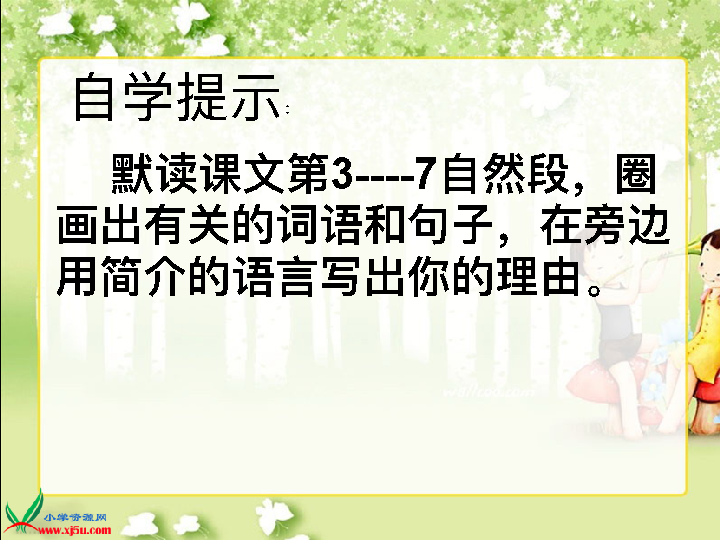 自学提示：
默读课文第3----7自然段，圈
画出有关的词语和句子，在旁边
用简介的语言写出你的理由。
小学资源网
www.xj5u.com